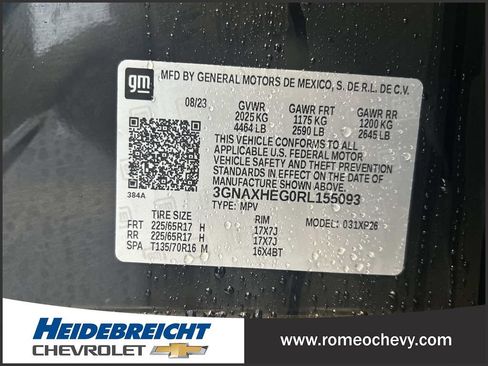 gm
MFD BY GENERAL MOTORS DE MEXICO, S. DE R.L. DE C.V.
08/23 GVWR GAWR FRT GAWR RR
2025 KG 1175 KG 1200 KG
4464 LB 2590 LB 2645 LB
THIS VEHICLE CONFORMS TO ALL
APPLICABLE U.S. FEDERAL MOTOR
VEHICLE SAFETY AND THEFT PREVENTION
STANDARDS IN EFFECT ON THE DATE OF
MANUFACTURE SHOWN ABOVE.
384A
3GNAXHEG0RL155093
TYPE: MPV MODEL: 031XP26
TIRE SIZE RIM
FRT 225/65R17 H 17X7J
RR 225/65R17 H 17X7J
SPA T135/70R16 M 16X4BT
HEIDEBREICHT
CHEVROLET
www.romeochevy.com